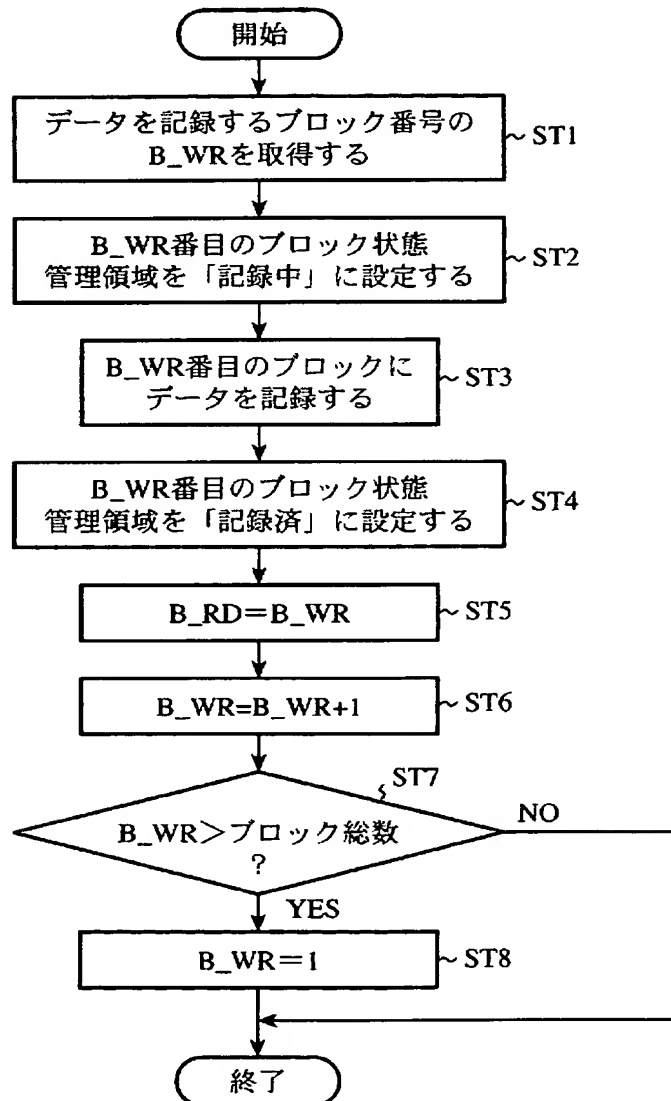 開始
データを記録するブロック番号の
B_WRを取得する
~ST1
B_WR番目のブロック状態
管理領域を「記録中」に設定する
~ST2
B_WR番目のブロックに
データを記録する
~ST3
B_WR番目のブロック状態
管理領域を「記録済」に設定する
~ST4
B_RD=B_WR
~ST5
B_WR=B_WR+1
~ST6
ST7
B_WR>ブロック総数
?
NO
YES
B_WR=1
~ST8
終了